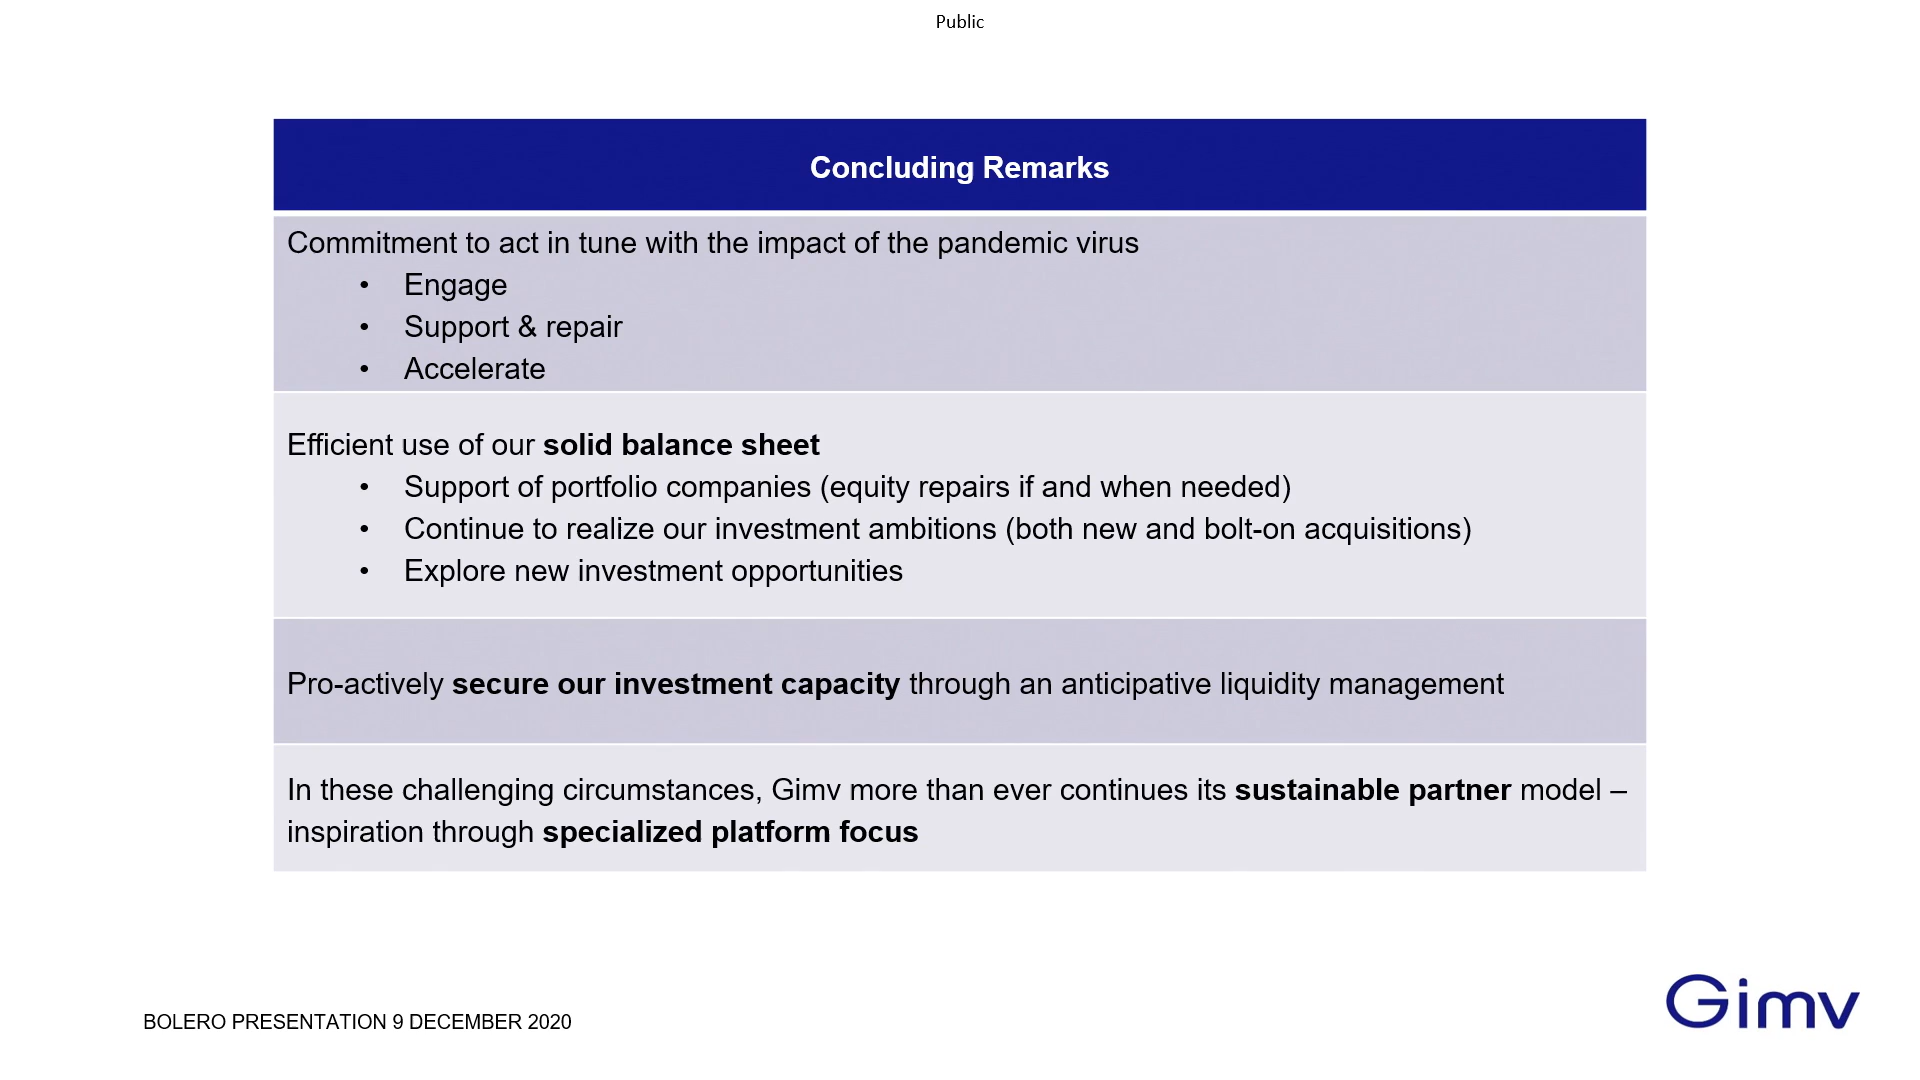 Public
Concluding Remarks
Commitment to act in tune with the impact of the pandemic virus
• Engage
• Support & repair
• Accelerate
Efficient use of our solid balance sheet
• Support of portfolio companies (equity repairs if and when needed)
• Continue to realize our investment ambitions (both new and bolt-on acquisitions)
• Explore new investment opportunities
Pro-actively secure our investment capacity through an anticipative liquidity management
In these challenging circumstances, Gimv more than ever continues its sustainable partner model –
inspiration through specialized platform focus
BOLERO PRESENTATION 9 DECEMBER 2020
Gimv